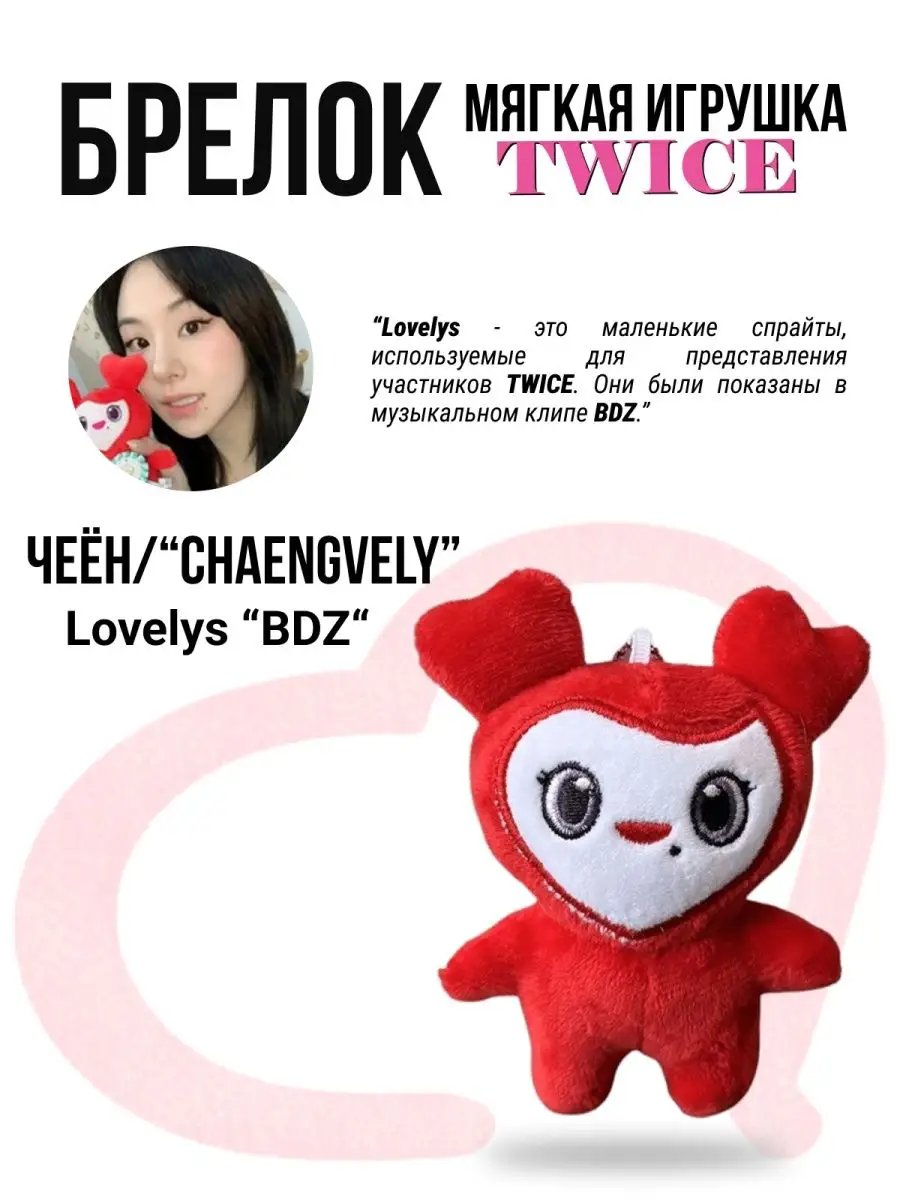 БРЕЛОК
МЯГКАЯ ИГРУШКА
TWICE
“Lovelys - это маленькие спрайты,
используемые для представления
участников TWICE. Они были показаны в
музыкальном клипе BDZ.”
ЧЕЁН/“CHAENGVELY”
Lovelys “BDZ“